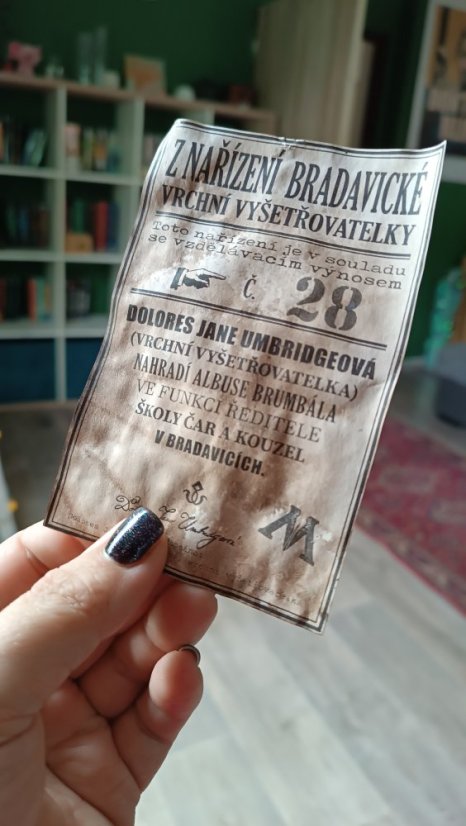 Z NAŘÍZENÍ BRADAVICKÉ
VRCHNÍ VYŠETŘOVATELKY
Toto nařízení je v souladu
se vzdělávacím výnosem
Č. 28
DOLORES JANE UMBRIDGEOVÁ
(VRCHNÍ VYŠETŘOVATELKA)
NAHRADÍ ALBUSE BRUMBÁLA
VE FUNKCI ŘEDITELE
ŠKOLY ČAR A KOUZEL
V BRADAVICÍCH.
M